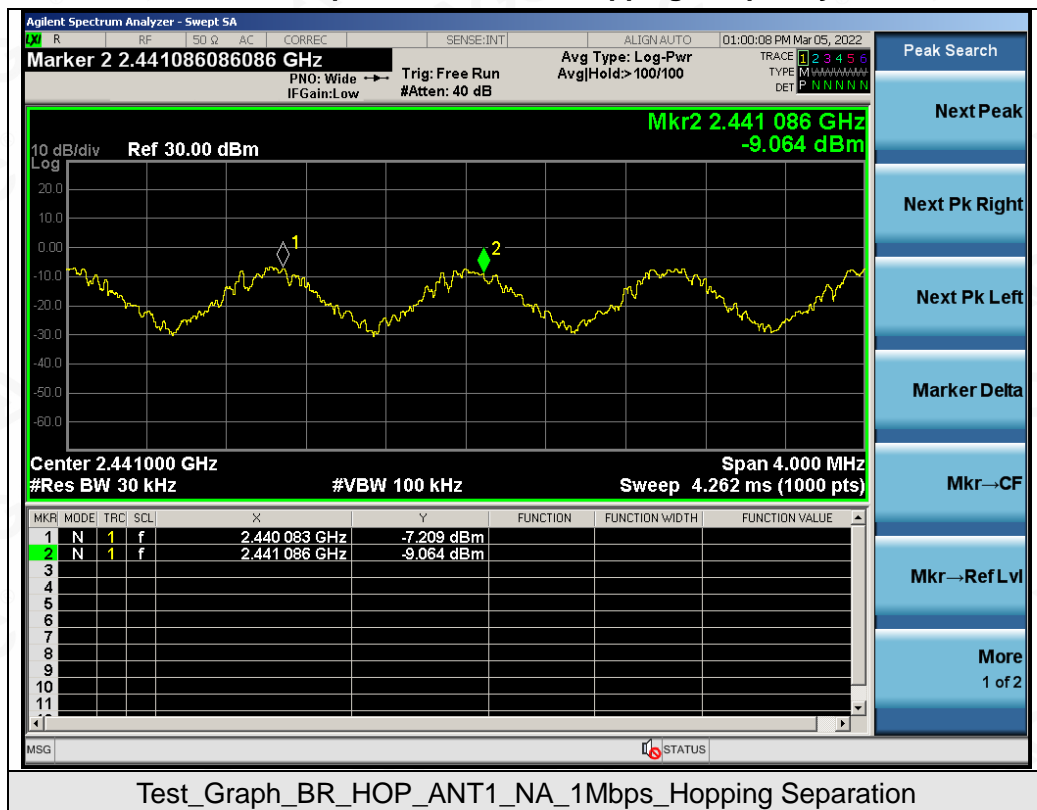 Agilent Spectrum Analyzer - Swept SA
LXI R RF 50 Ω AC CORREC SENSE:INT ALIGN AUTO 01:00:08 PM Mar 05, 2022
Marker 2 2.441086086086 GHz
PNO: Wide
IFGain:Low
Trig: Free Run
#Atten: 40 dB
Avg Type: Log-Pwr
Avg|Hold:>100/100
TRACE 1 2 3 4 5 6
TYPE M
DET P N N N N N
Mkr2 2.441 086 GHz
-9.064 dBm
10 dB/div Ref 30.00 dBm
Log
20.0
10.0
0.00
-10.0
-20.0
-30.0
-40.0
-50.0
-60.0
1
2
Center 2.441000 GHz Span 4.000 MHz
#Res BW 30 kHz #VBW 100 kHz Sweep 4.262 ms (1000 pts)
MKR MODE TRC SCL X Y FUNCTION FUNCTION WIDTH FUNCTION VALUE
1 N 1 f 2.440 083 GHz -7.209 dBm
2 N 1 f 2.441 086 GHz -9.064 dBm
3
4
5
6
7
8
9
10
11
MSG STATUS
Peak Search
Next Peak
Next Pk Right
Next Pk Left
Marker Delta
Mkr→CF
Mkr→Ref Lvl
More
1 of 2
Test_Graph_BR_HOP_ANT1_NA_1Mbps_Hopping Separation